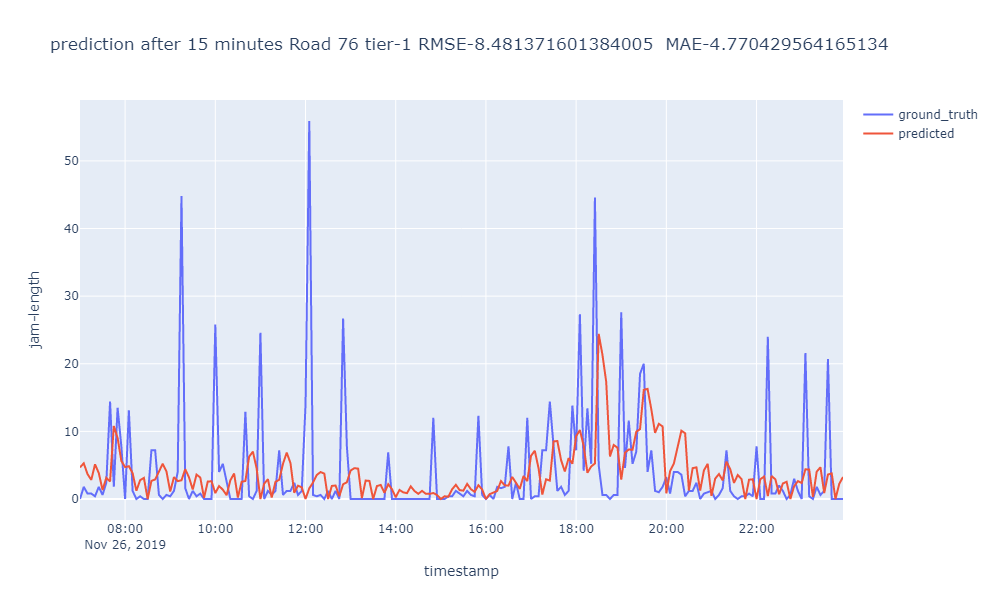 prediction after 15 minutes Road 76 tier-1 RMSE-8.481371601384005  MAE-4.770429564165134
ground_truth
predicted
50
40
30
20
10
0
jam-length
08:00 10:00 12:00 14:00 16:00 18:00 20:00 22:00
Nov 26, 2019
timestamp